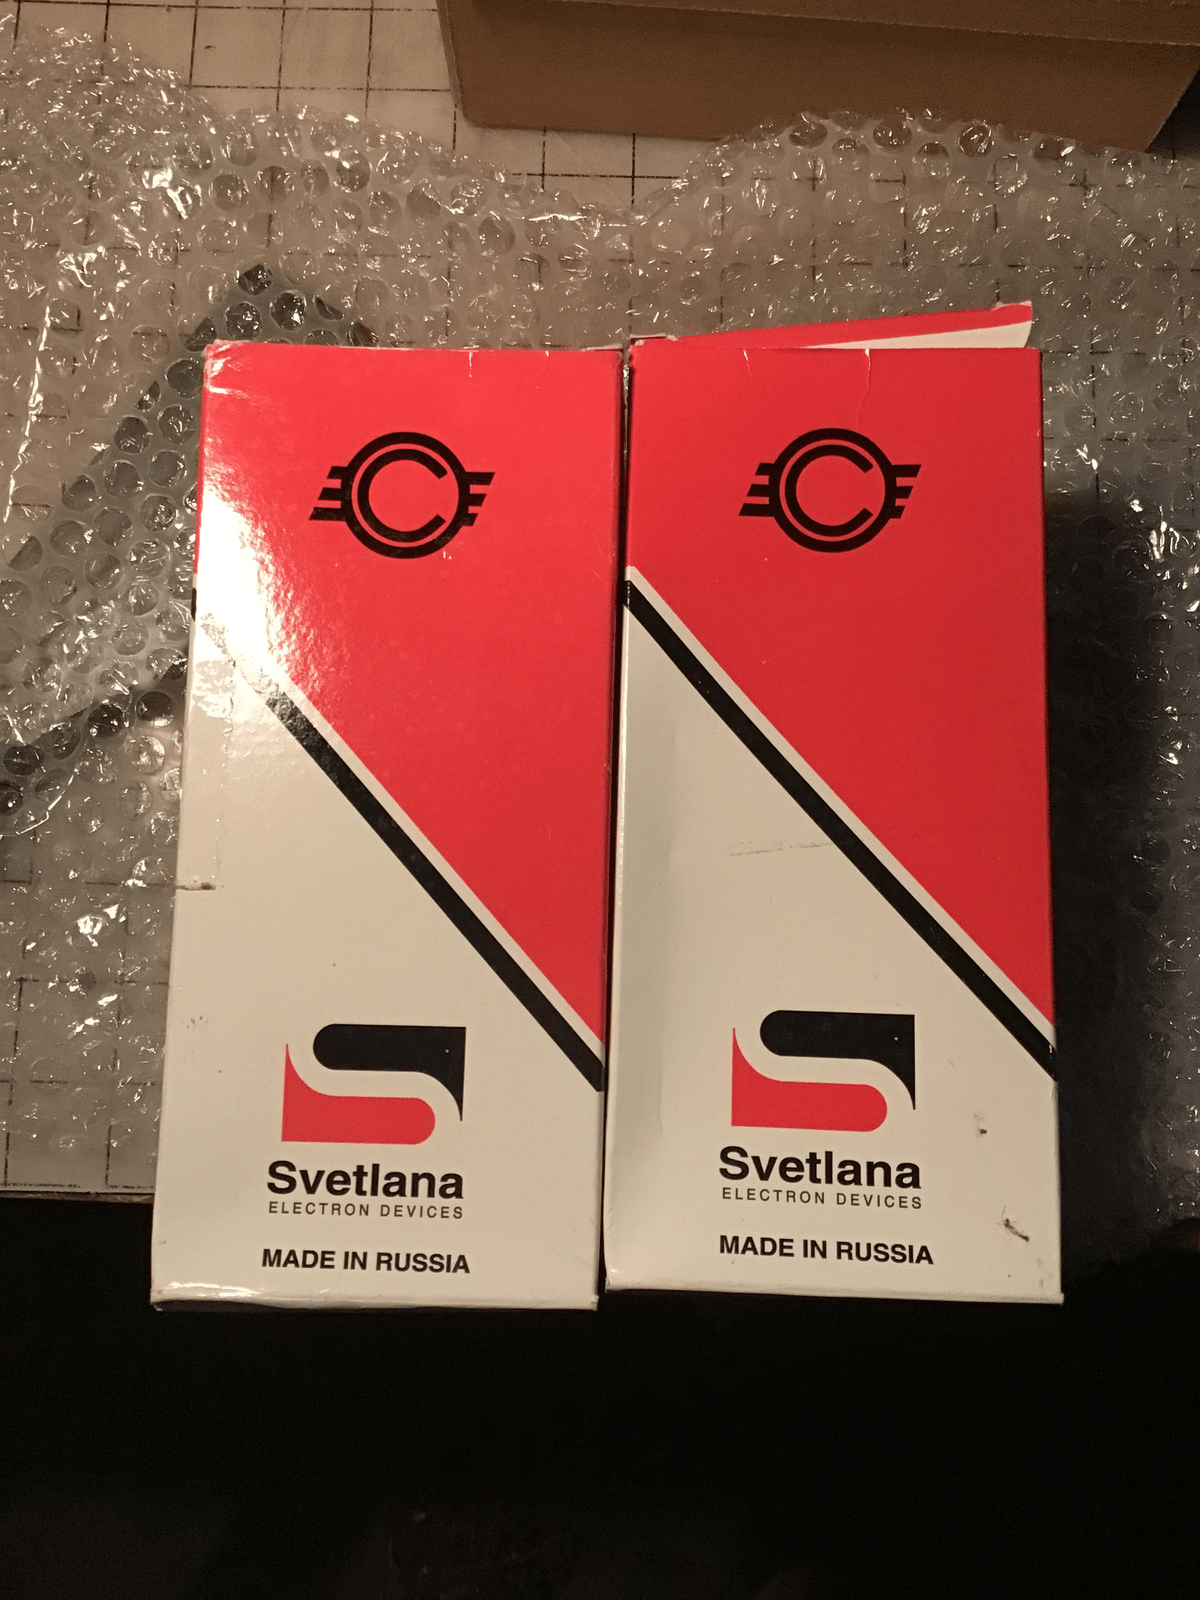 C
Svetlana
ELECTRON DEVICES
MADE IN RUSSIA
C
Svetlana
ELECTRON DEVICES
MADE IN RUSSIA